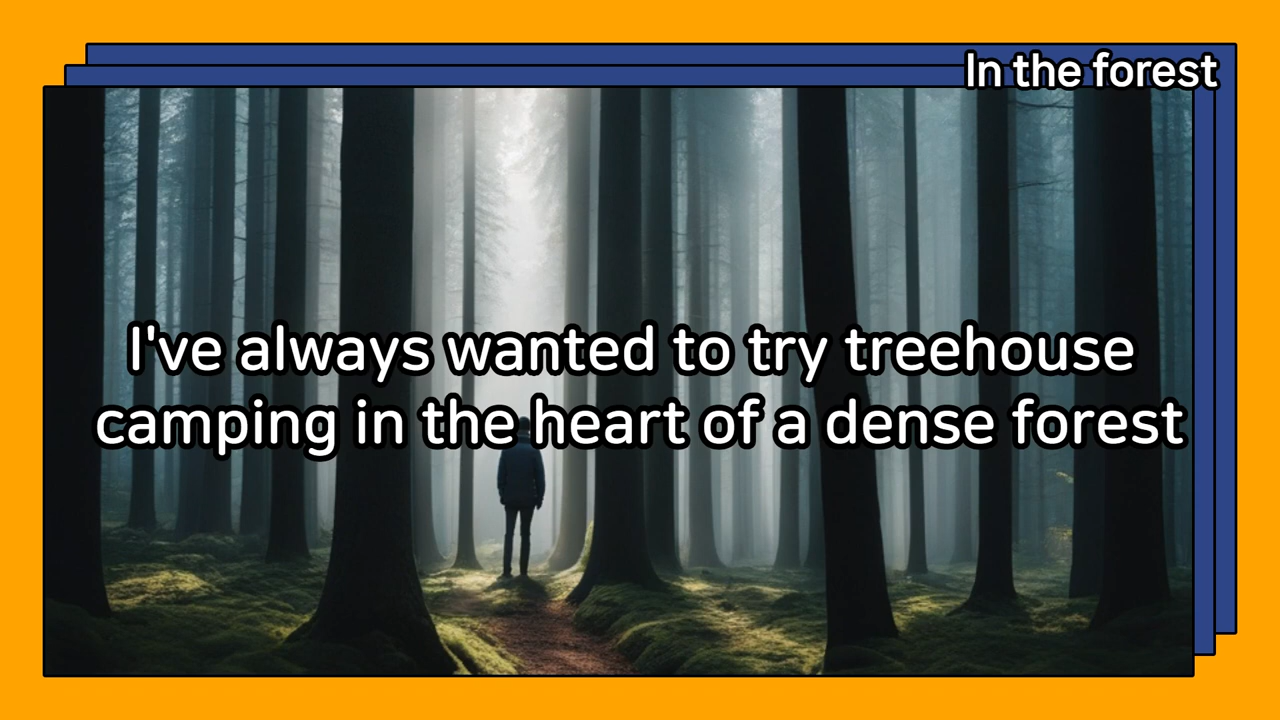 In the forest
I've always wanted to try treehouse
camping in the heart of a dense forest